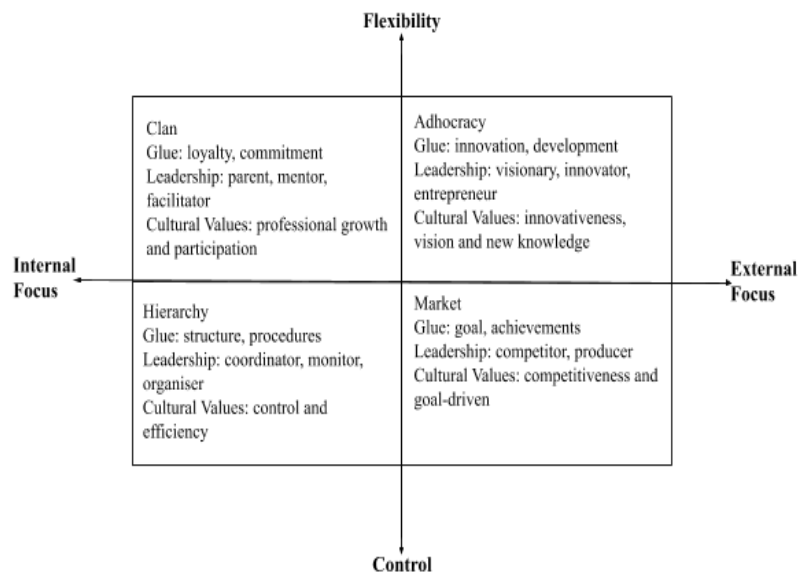 Flexibility
Clan
Glue: loyalty, commitment
Leadership: parent, mentor,
facilitator
Cultural Values: professional growth
and participation
Adhocracy
Glue: innovation, development
Leadership: visionary, innovator,
entrepreneur
Cultural Values: innovativeness,
vision and new knowledge
Internal
Focus
External
Focus
Hierarchy
Glue: structure, procedures
Leadership: coordinator, monitor,
organiser
Cultural Values: control and
efficiency
Market
Glue: goal, achievements
Leadership: competitor, producer
Cultural Values: competitiveness and
goal-driven
Control